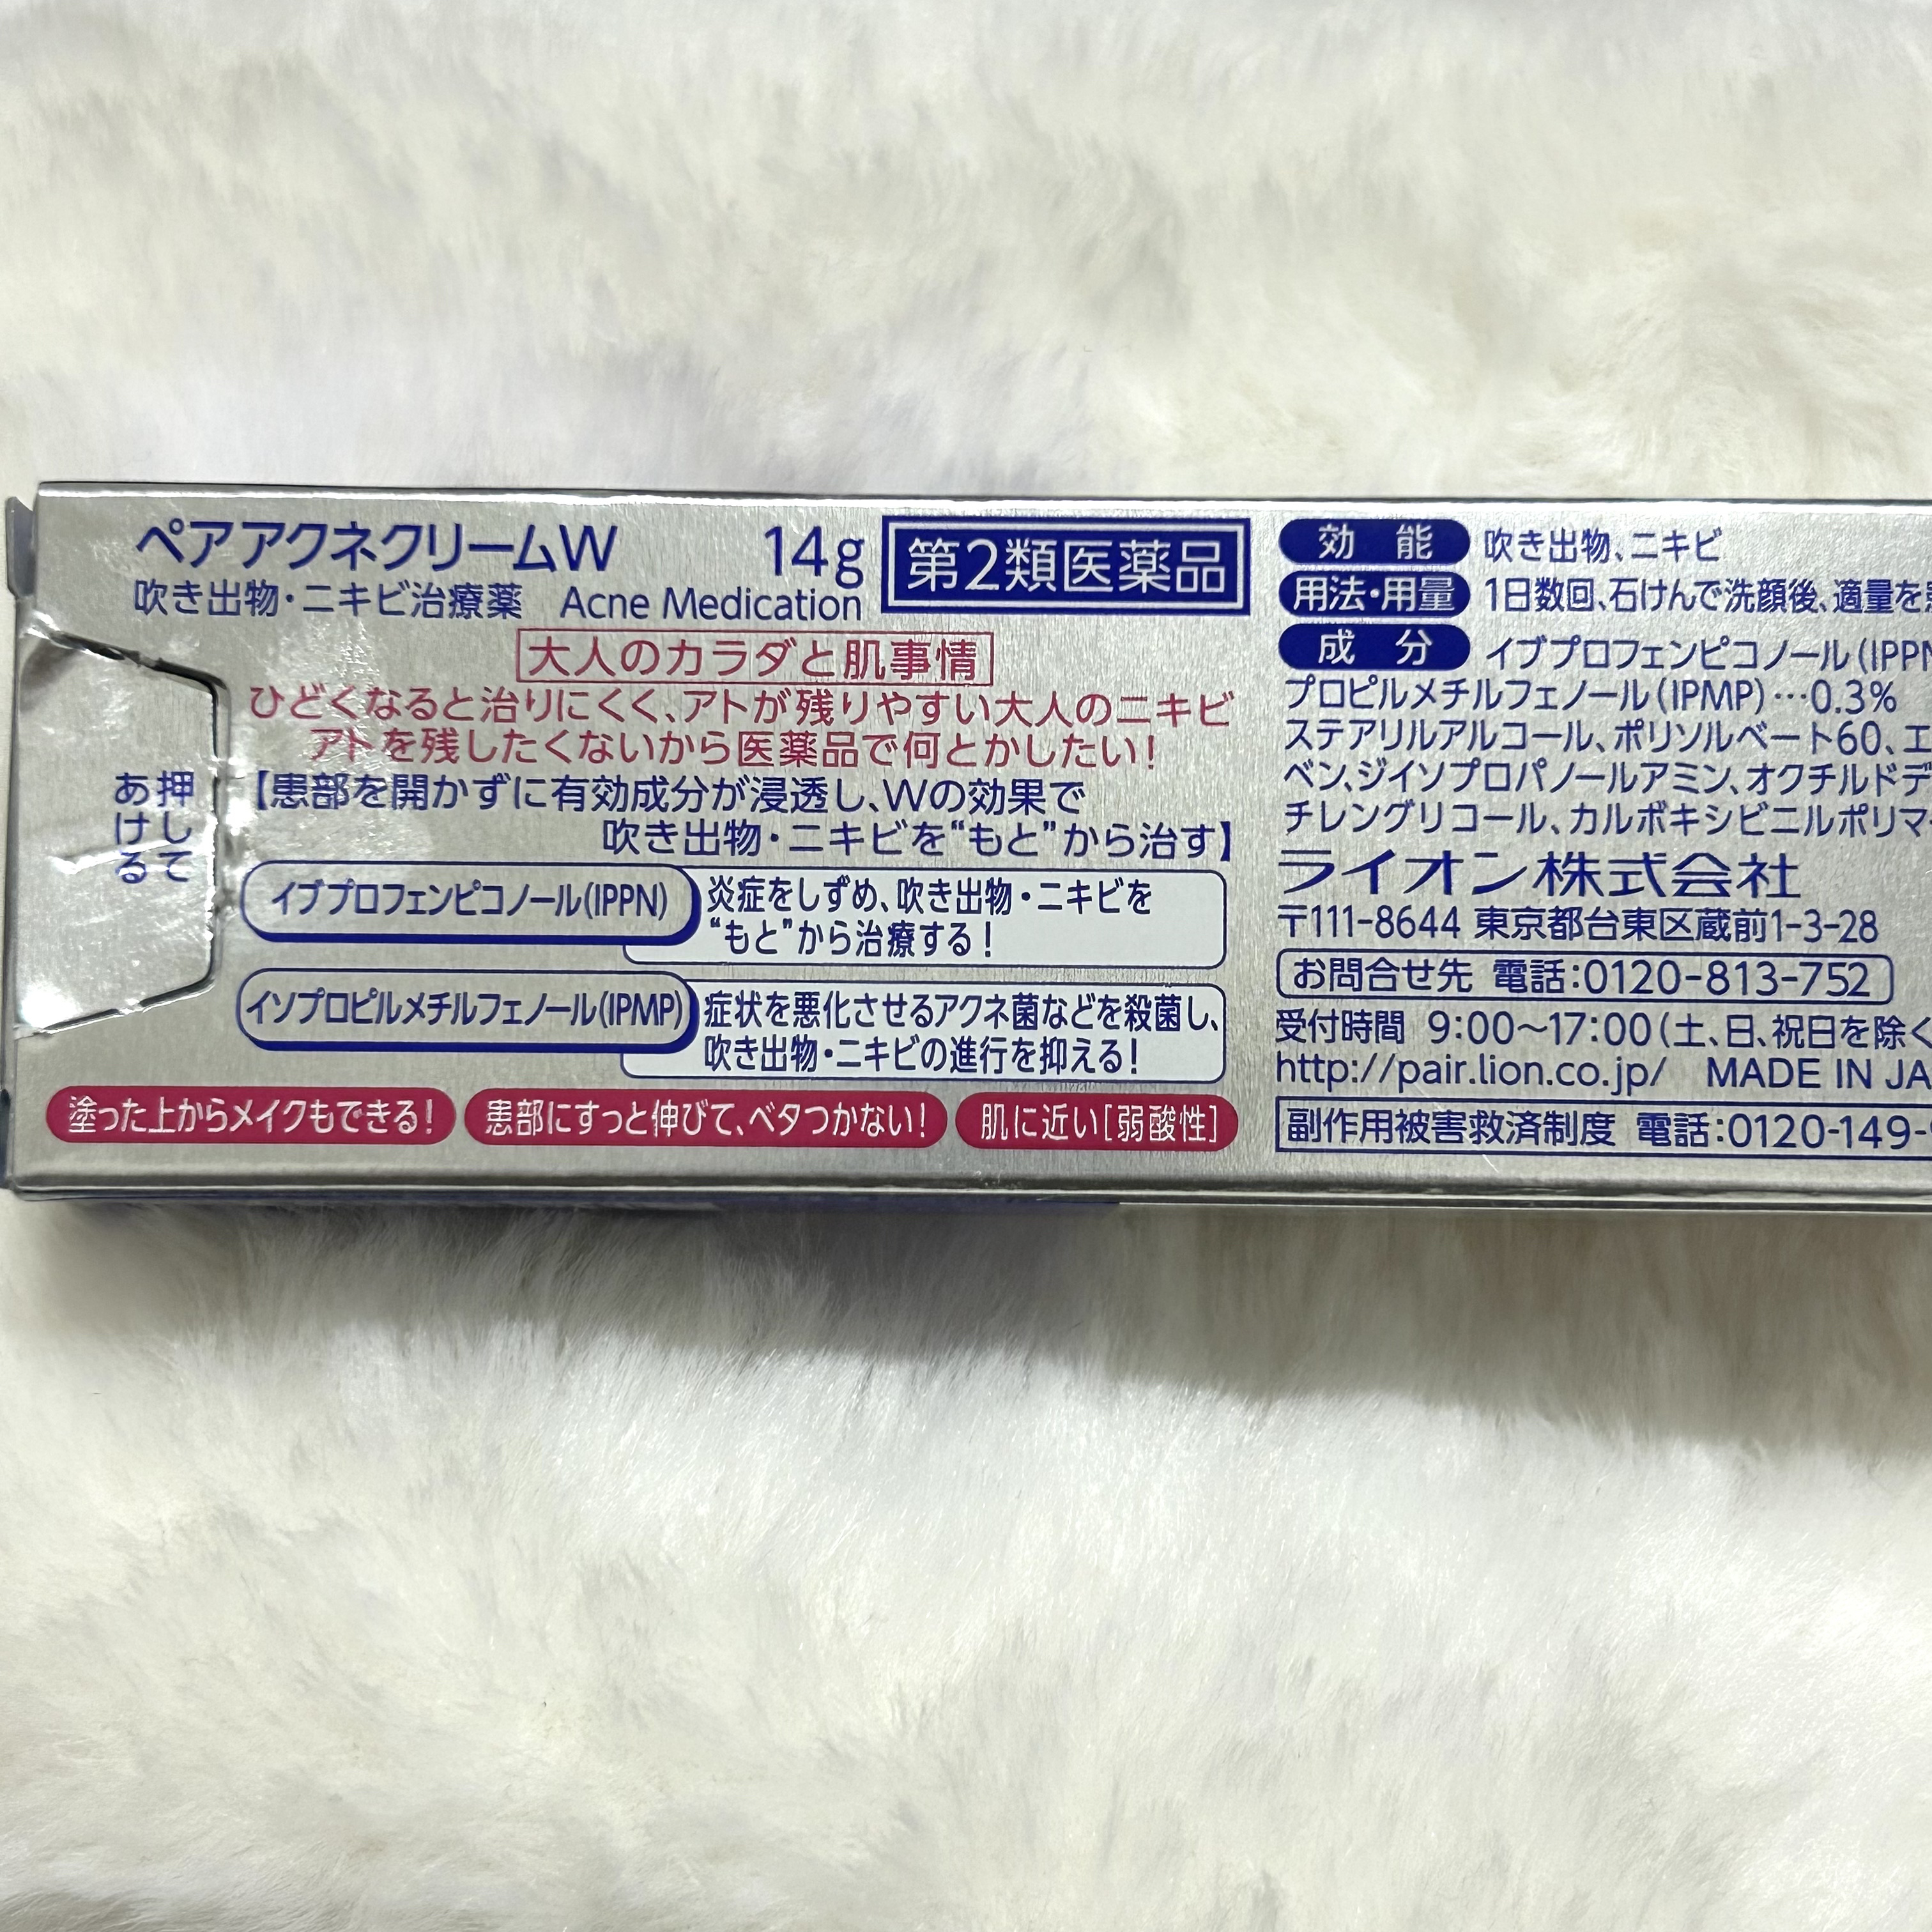 ペアアクネクリームW 14g 第2類医薬品
吹き出物・ニキビ治療薬 Acne Medication
大人のカラダと肌事情
ひどくなると治りにくく、アトが残りやすい大人のニキビ
アトを残したくないから医薬品で何とかしたい!
【患部を開かずに有効成分が浸透し、Wの効果で
吹き出物・ニキビを“もと”から治す】
押して
あける
イブプロフェンピコノール(IPPN)
炎症をしずめ、吹き出物・ニキビを
“もと”から治療する!
イソプロピルメチルフェノール(IPMP)
症状を悪化させるアクネ菌などを殺菌し、
吹き出物・ニキビの進行を抑える!
塗った上からメイクもできる! 患部にすっと伸びて、ベタつかない! 肌に近い[弱酸性]
効能 吹き出物、ニキビ
用法・用量 1日数回、石けんで洗顔後、適量を
成分 イブプロフェンピコノール(IPPN
プロピルメチルフェノール(IPMP)…0.3%
ステアリルアルコール、ポリソルベート60、エ
ベン、ジイソプロパノールアミン、オクチルドデ
チレングリコール、カルボキシビニルポリマー
ライオン株式会社
〒111-8644 東京都台東区蔵前1-3-28
お問合せ先 電話:0120-813-752
受付時間 9:00〜17:00(土、日、祝日を除く
http://pair.lion.co.jp/ MADE IN JA
副作用被害救済制度 電話:0120-149-